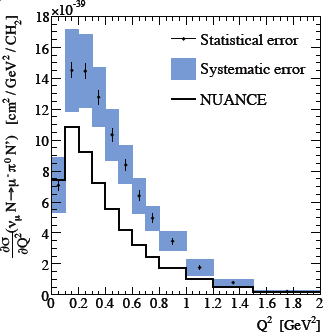 ×10⁻³⁹
18
16
14
12
10
8
6
4
2
0
∂σ/∂Q² (νμ N→μ⁻π⁰ N') [cm² / GeV² / CH₂]
Statistical error
Systematic error
NUANCE
0 0.2 0.4 0.6 0.8 1 1.2 1.4 1.6 1.8 2
Q² [GeV²]